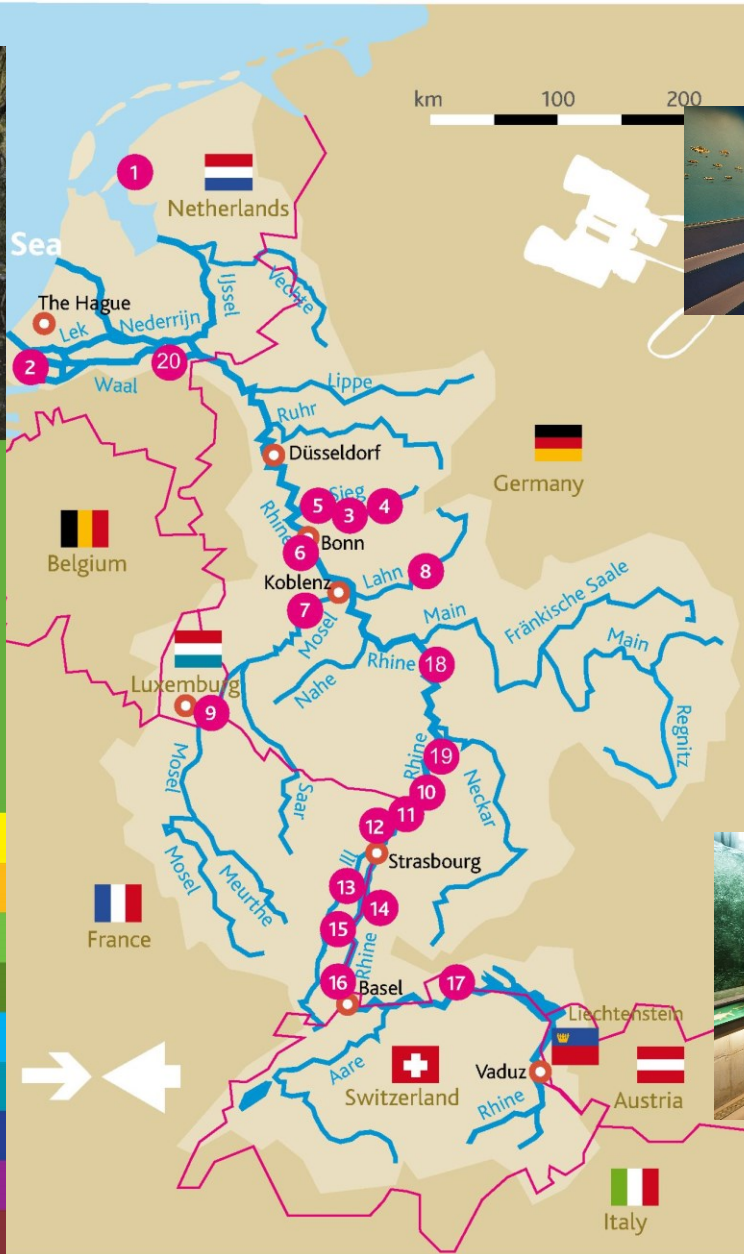 km 100 200
1
Netherlands
Sea
The Hague
IJssel
Vechte
Lek
Nederrijn
2
20
Waal
Lippe
Ruhr
Düsseldorf
Germany
5
Sieg
3
4
Rhine
Bonn
6
Belgium
Koblenz
Lahn
8
7
Mosel
Main
Fränkische Saale
Main
Rhine
18
Nahe
Luxemburg
9
Regnitz
Mosel
Rhine
19
Saar
Neckar
10
11
12
Strasbourg
Mosel
Meurthe
Ill
13
14
France
15
Rhine
16
Basel
17
Liechtenstein
Aare
Vaduz
Switzerland
Rhine
Austria
Italy